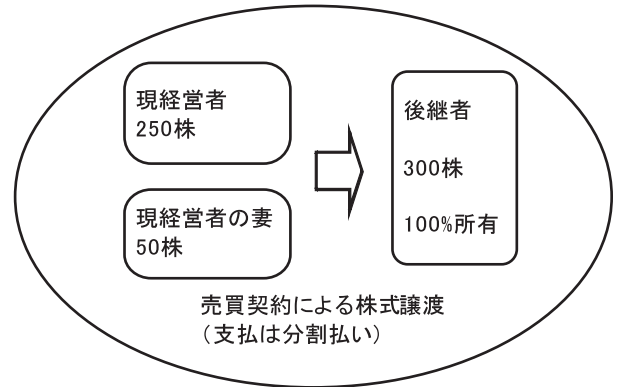 現経営者
250株
現経営者の妻
50株
後継者
300株
100%所有
売買契約による株式譲渡
（支払は分割払い）